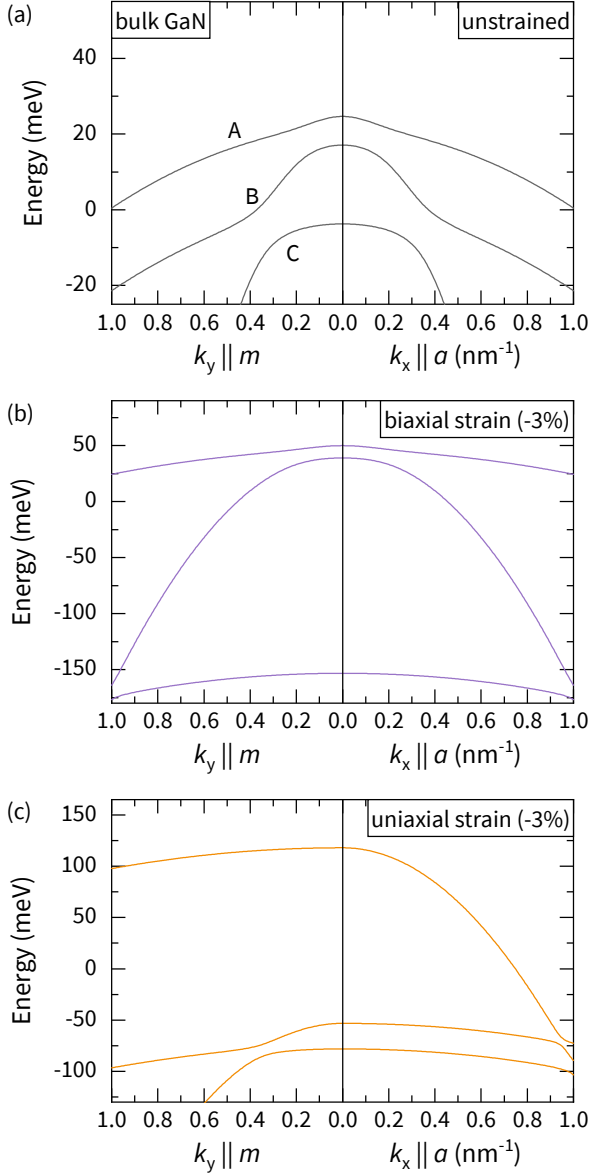 (a)
bulk GaN
unstrained
Energy (meV)
40
20
0
-20
A
B
C
1.0 0.8 0.6 0.4 0.2 0.0 0.2 0.4 0.6 0.8 1.0
ky || m
kx || a (nm-1)
(b)
biaxial strain (-3%)
Energy (meV)
50
0
-50
-100
-150
1.0 0.8 0.6 0.4 0.2 0.0 0.2 0.4 0.6 0.8 1.0
ky || m
kx || a (nm-1)
(c)
uniaxial strain (-3%)
Energy (meV)
150
100
50
0
-50
-100
1.0 0.8 0.6 0.4 0.2 0.0 0.2 0.4 0.6 0.8 1.0
ky || m
kx || a (nm-1)